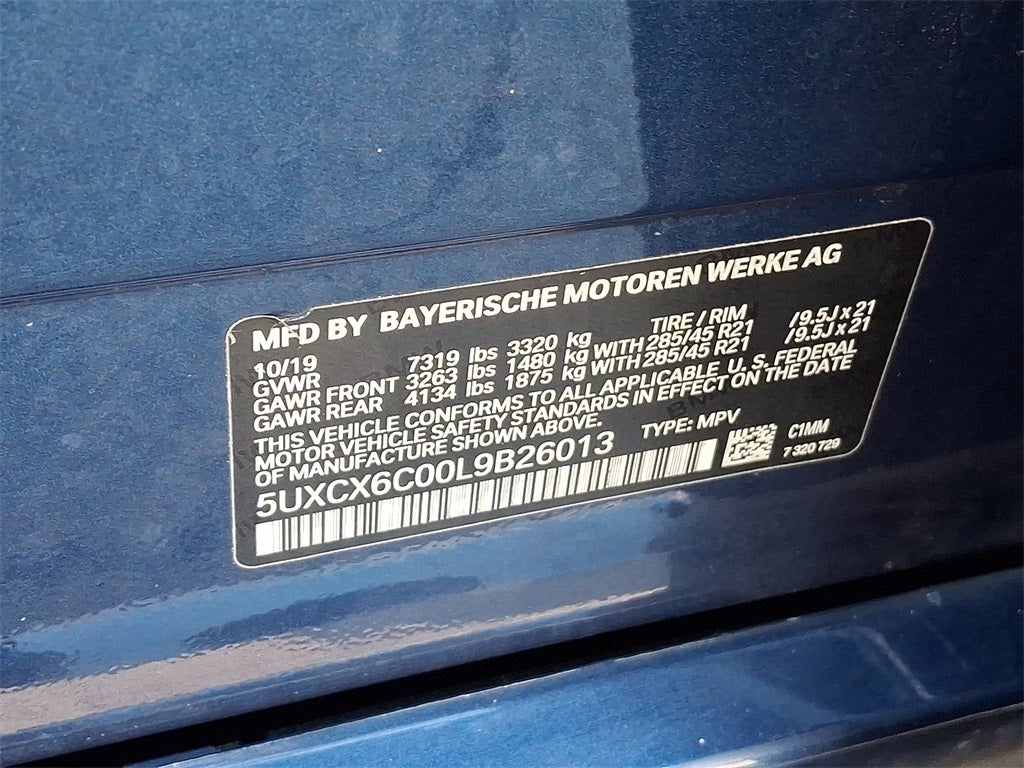 MFD BY BAYERISCHE MOTOREN WERKE AG
10/19 TIRE / RIM
GVWR 7319 lbs 3320 kg
GAWR FRONT 3263 lbs 1480 kg WITH 285/45 R21 /9.5J x 21
GAWR REAR 4134 lbs 1875 kg WITH 285/45 R21 /9.5J x 21
THIS VEHICLE CONFORMS TO ALL APPLICABLE U. S. FEDERAL
MOTOR VEHICLE SAFETY STANDARDS IN EFFECT ON THE DATE
OF MANUFACTURE SHOWN ABOVE.
5UXCX6C00L9B26013 TYPE: MPV
C1MM
7 320 729